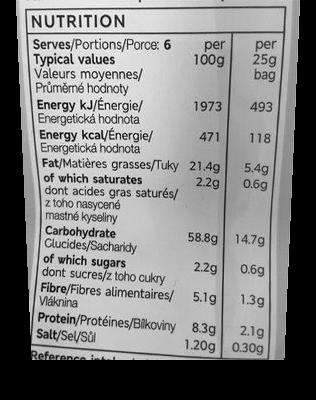 NUTRITION
Serves/Portions/Porce: 6 per per
Typical values 100g 25g
Valeurs moyennes/ bag
Průměrné hodnoty
Energy kJ/Énergie/ 1973 493
Energetická hodnota
Energy kcal/Énergie/ 471 118
Energetická hodnota
Fat/Matières grasses/Tuky 21.4g 5.4g
of which saturates 2.2g 0.6g
dont acides gras saturés/
z toho nasycené
mastné kyseliny
Carbohydrate 58.8g 14.7g
Glucides/Sacharidy
of which sugars 2.2g 0.6g
dont sucres/z toho cukry
Fibre/Fibres alimentaires/ 5.1g 1.3g
Vláknina
Protein/Protéines/Bílkoviny 8.3g 2.1g
Salt/Sel/Sůl 1.20g 0.30g
Reference